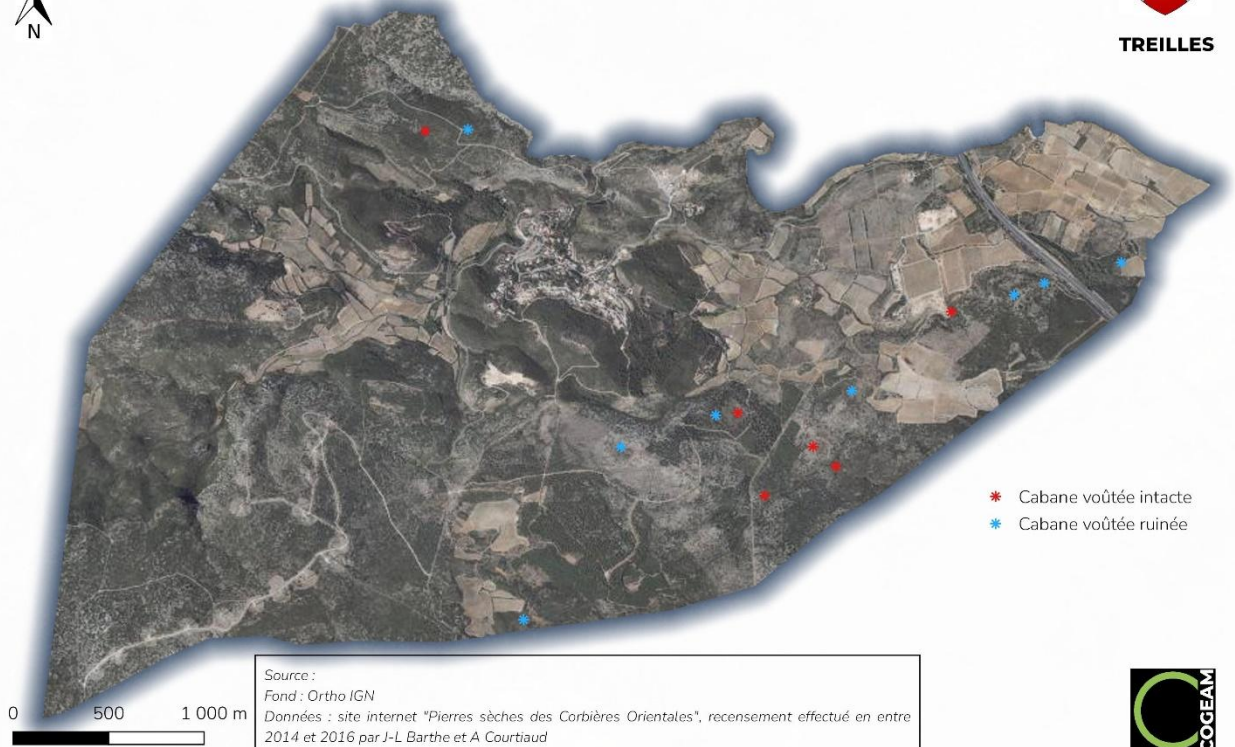 N
TREILLES
Cabane voûtée intacte
Cabane voûtée ruinée
Source :
Fond : Ortho IGN
Données : site internet "Pierres sèches des Corbières Orientales", recensement effectué en entre
2014 et 2016 par J-L Barthe et A Courtiaud
0 500 1 000 m
COGEAM